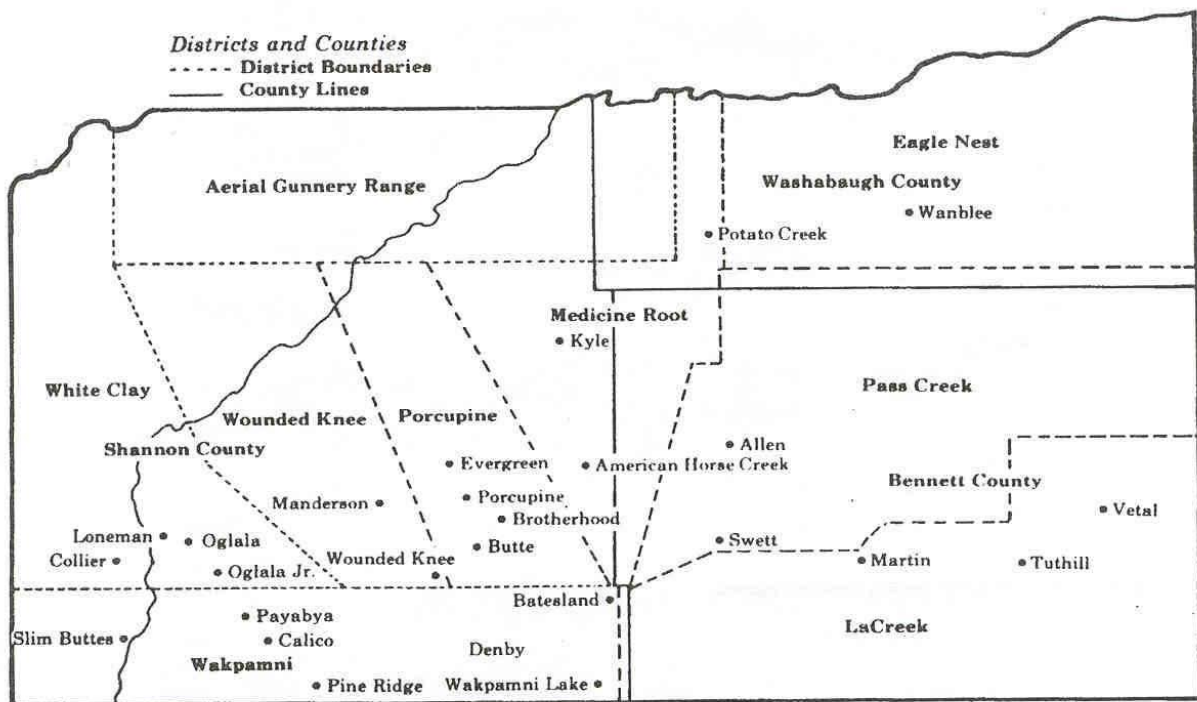 Districts and Counties
District Boundaries
County Lines
Eagle Nest
Aerial Gunnery Range
Washabaugh County
Wanblee
Potato Creek
Medicine Root
Kyle
White Clay
Pass Creek
Wounded Knee
Porcupine
Shannon County
Allen
Evergreen
American Horse Creek
Bennett County
Manderson
Porcupine
Brotherhood
Vetal
Loneman
Oglala
Butte
Swett
Collier
Wounded Knee
Martin
Tuthill
Oglala Jr.
Batesland
Payabya
LaCreek
Slim Buttes
Calico
Denby
Wakpamni
Pine Ridge
Wakpamni Lake